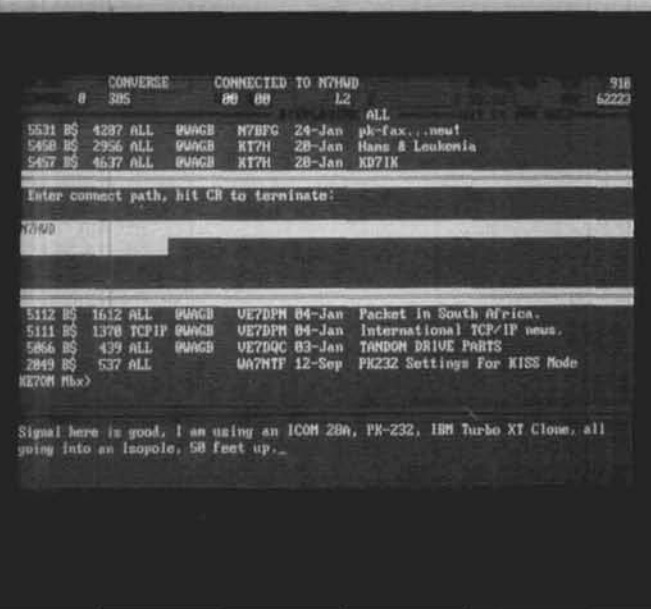 CONVERSE CONNECTED TO N7HWD 910
0 305 00 00 L2 62223
ALL
5531 B$ 4207 ALL @WAGB N7BFG 24-Jan pk-fax...new!
5458 B$ 2956 ALL @WAGB KT7H 20-Jan Hams & Leukemia
5457 B$ 4637 ALL @WAGB KT7H 20-Jan KD7IK
Enter connect path, hit CR to terminate:
N7HWD
5112 B$ 1612 ALL @WAGB VE7DPM 04-Jan Packet in South Africa.
5111 B$ 1370 TCPIP @WAGB VE7DPM 04-Jan International TCP/IP news.
5066 B$ 439 ALL @WAGB VE7DQC 03-Jan TANDON DRIVE PARTS
2849 B$ 537 ALL WA7NTF 12-Sep PK232 Settings For KISS Mode
KE7OM Mbx>
Signal here is good, I am using an ICOM 28A, PK-232, IBM Turbo XT Clone, all
going into an Isopole, 50 feet up._